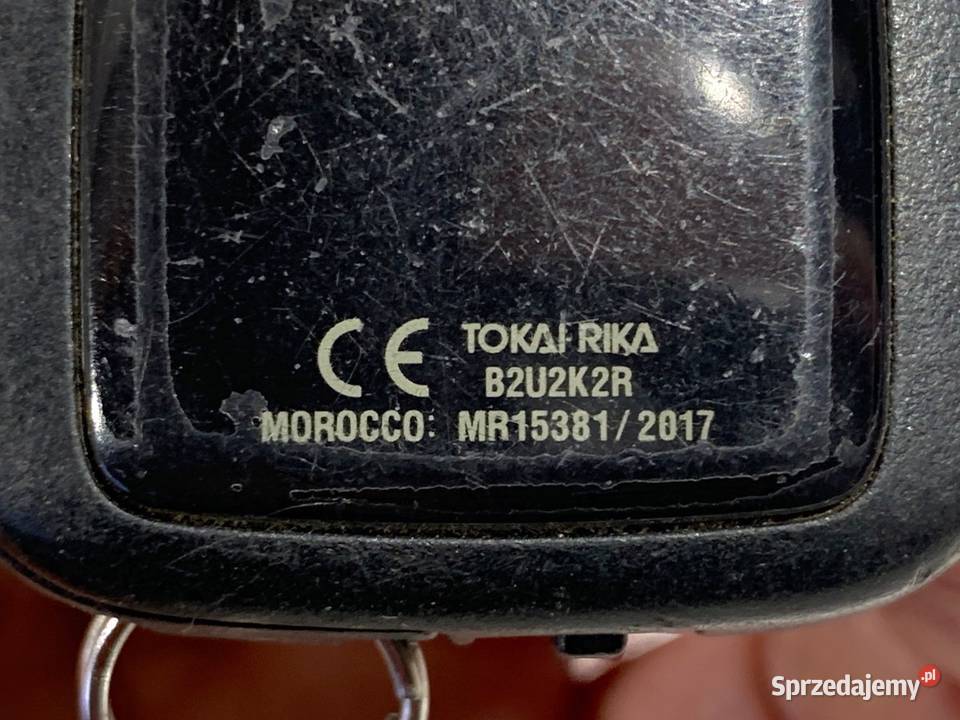 CE TOKAI RIKA
B2U2K2R
MOROCCO: MR15381/2017
Sprzedajemy.pl